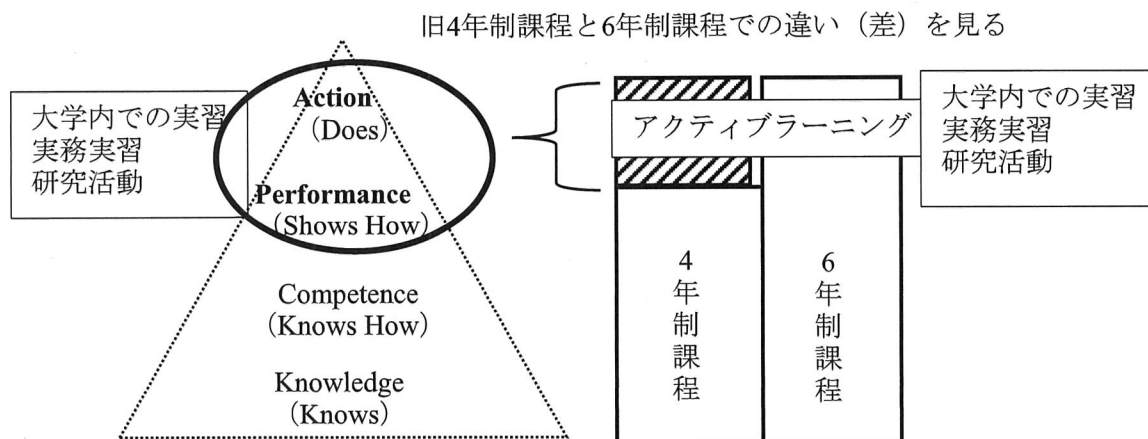 旧4年制課程と6年制課程での違い（差）を見る
大学内での実習
実務実習
研究活動
Action
(Does)
Performance
(Shows How)
Competence
(Knows How)
Knowledge
(Knows)
アクティブラーニング
4年制課程
6年制課程
大学内での実習
実務実習
研究活動